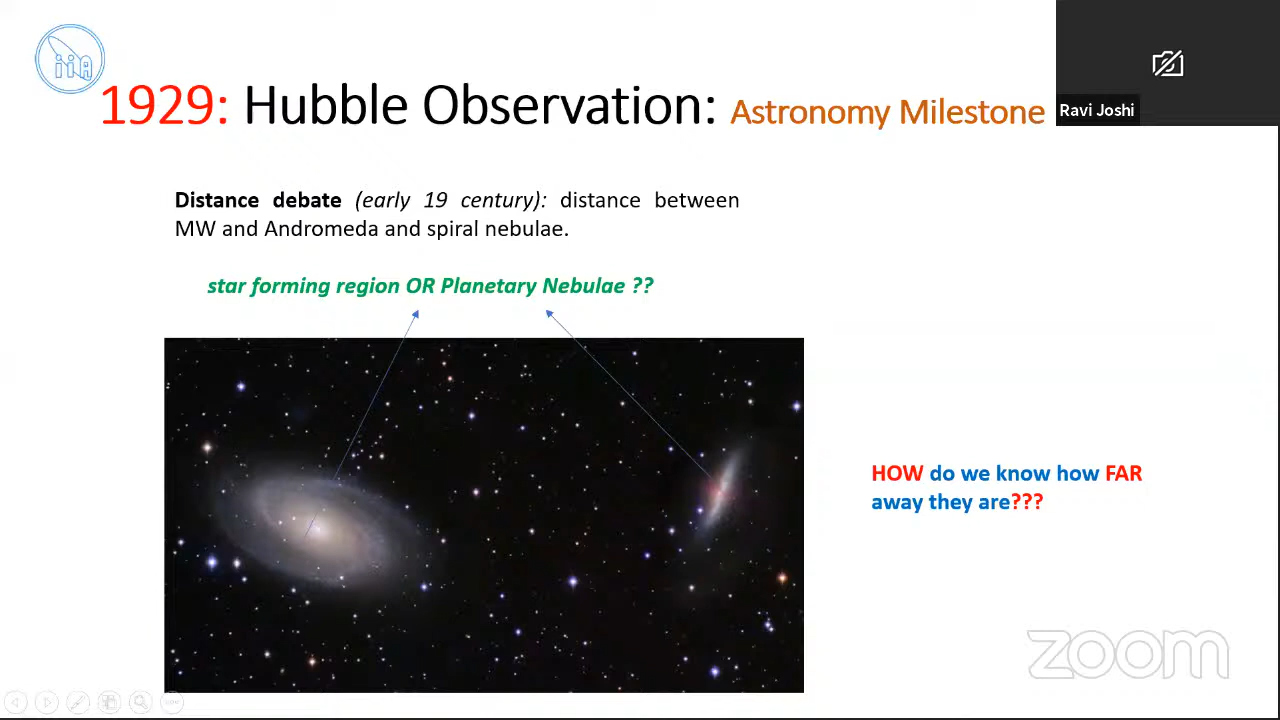 iiA
1929: Hubble Observation: Astronomy Milestone
Ravi Joshi
Distance debate (early 19 century): distance between
MW and Andromeda and spiral nebulae.
star forming region OR Planetary Nebulae ??
HOW do we know how FAR
away they are???
zoom